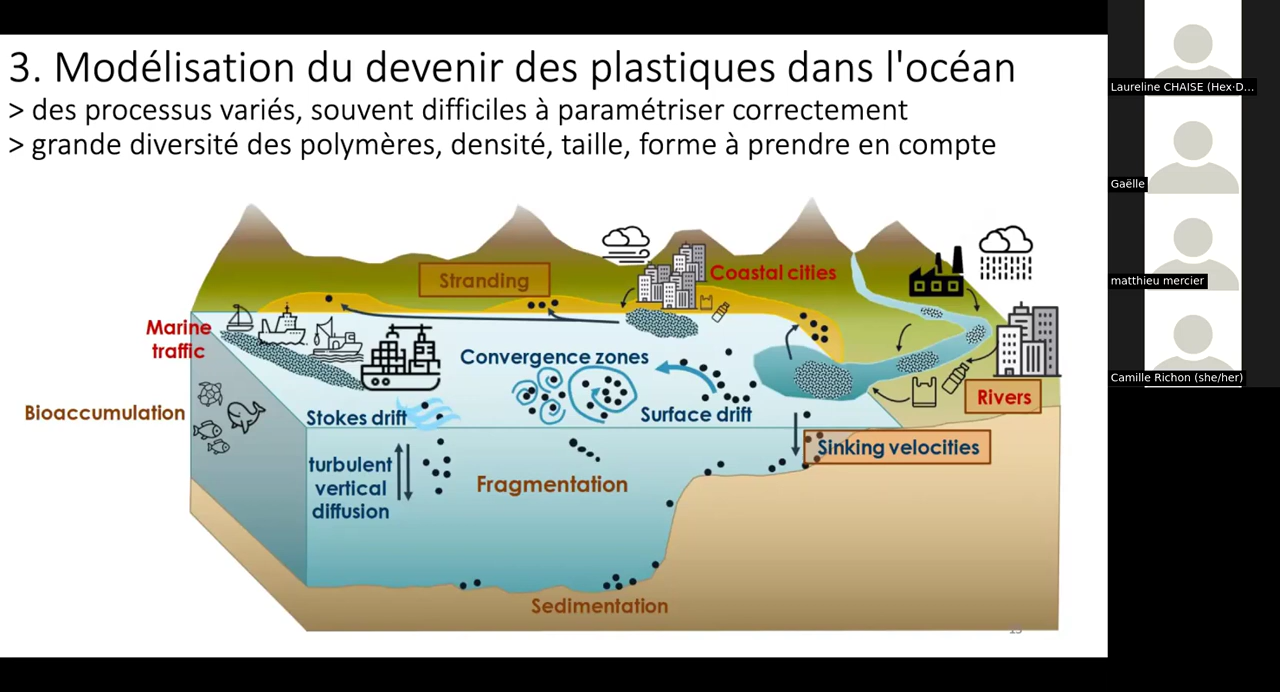 3. Modélisation du devenir des plastiques dans l'océan
> des processus variés, souvent difficiles à paramétriser correctement
> grande diversité des polymères, densité, taille, forme à prendre en compte
Stranding
Coastal cities
Marine
traffic
Convergence zones
Bioaccumulation
Stokes drift
Surface drift
Rivers
Sinking velocities
turbulent
vertical
diffusion
Fragmentation
Sedimentation
Laureline CHAISE (Hex·D...
Gaëlle
matthieu mercier
Camille Richon (she/her)